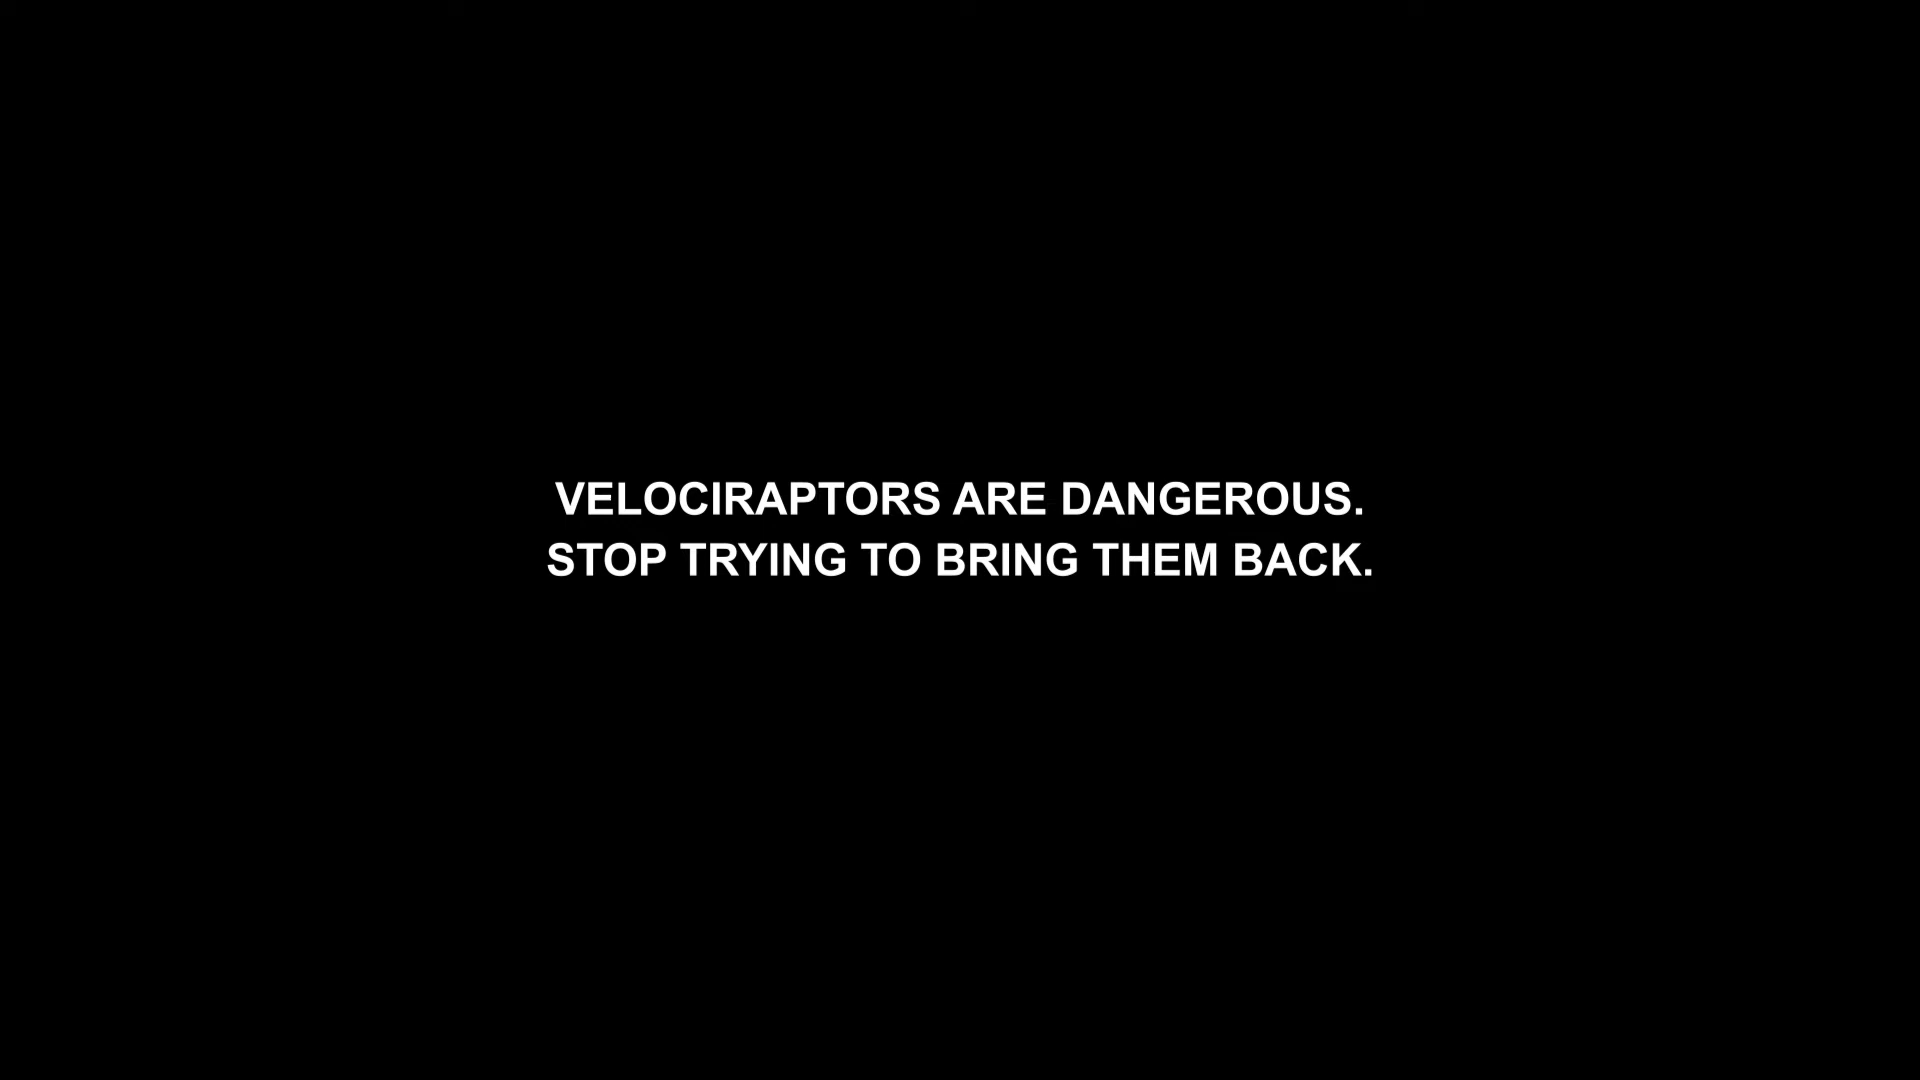 VELOCIRAPTORS ARE DANGEROUS.
STOP TRYING TO BRING THEM BACK.